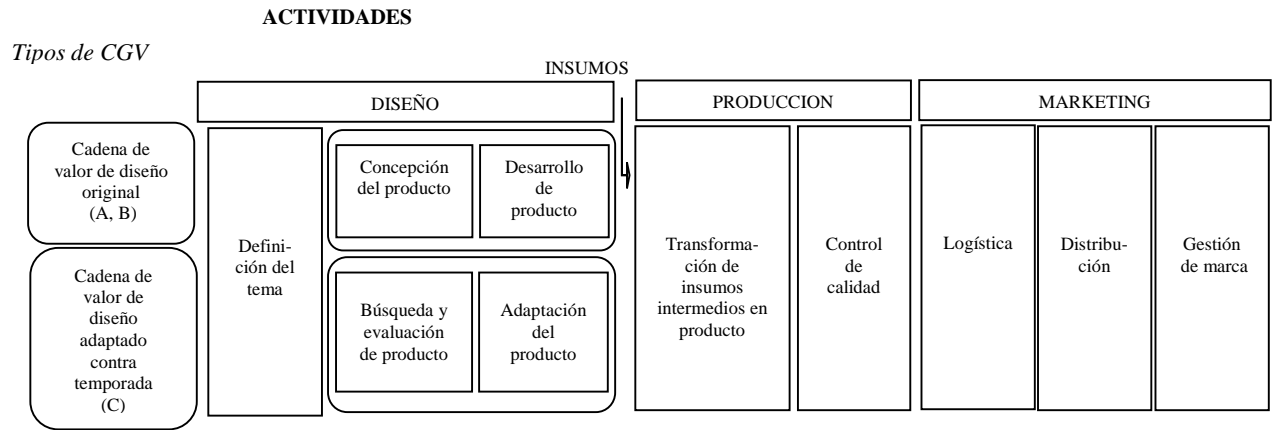 ACTIVIDADES
Tipos de CGV
INSUMOS
DISEÑO
PRODUCCION
MARKETING
Cadena de
valor de diseño
original
(A, B)
Cadena de
valor de
diseño
adaptado
contra
temporada
(C)
Defini-
ción del
tema
Concepción
del producto
Desarrollo
de
producto
Búsqueda y
evaluación
de producto
Adaptación
del
producto
Transforma-
ción de
insumos
intermedios en
producto
Control
de
calidad
Logística
Distribu-
ción
Gestión
de marca